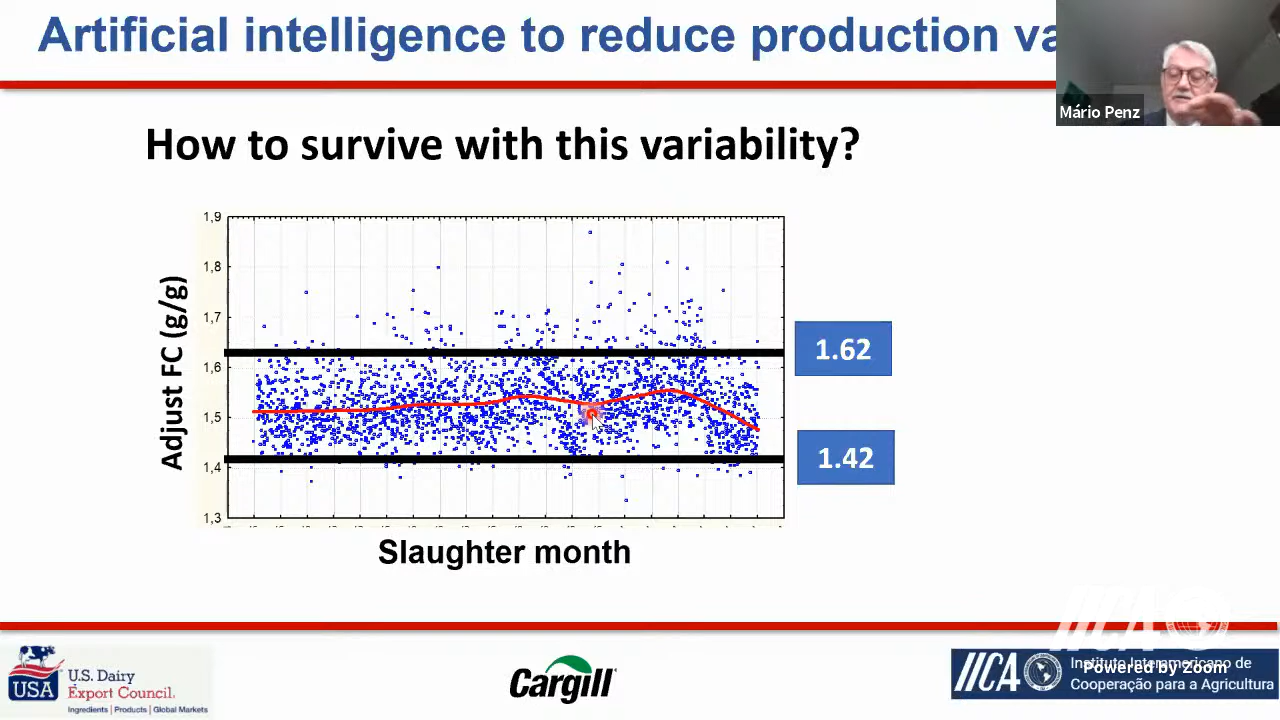 Artificial intelligence to reduce production va
Mário Penz
How to survive with this variability?
Adjust FC (g/g)
1,9
1,8
1,7
1,6
1,5
1,4
1,3
1.62
1.42
Slaughter month
USA
U.S. Dairy
Export Council.
Ingredients | Products | Global Markets
Cargill
IICA
IICA
Instituto Interamericano de
Cooperação para a Agricultura
Powered by Zoom